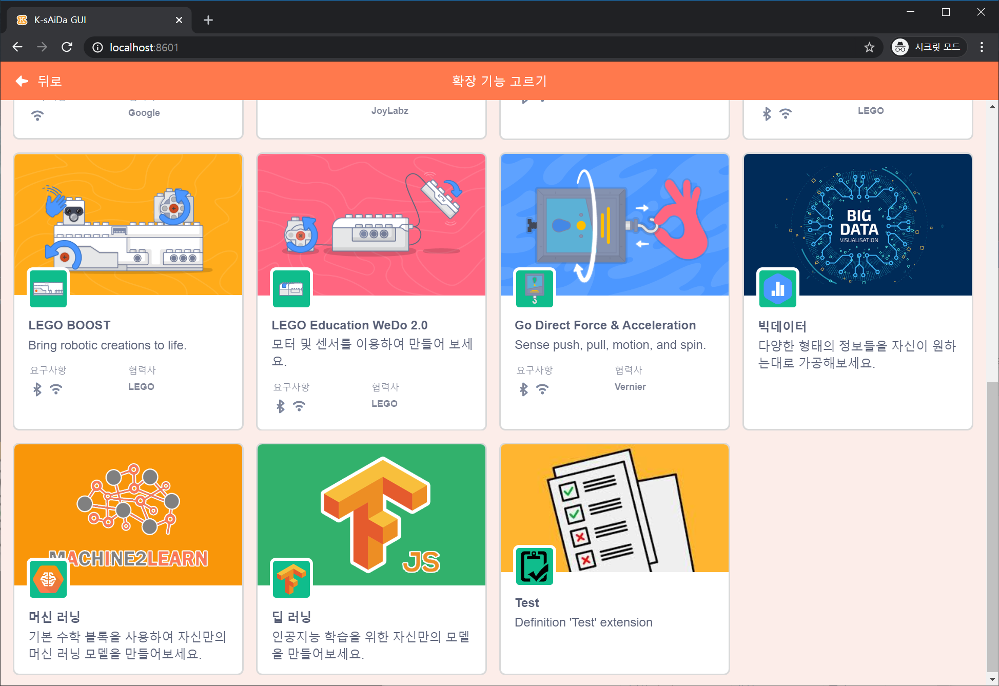 K-sAiDa GUI
localhost:8601
시크릿 모드
뒤로
확장 기능 고르기
Google
JoyLabz
LEGO
BIG
DATA
VISUALISATION
LEGO BOOST
Bring robotic creations to life.
요구사항
협력사
LEGO
LEGO Education WeDo 2.0
모터 및 센서를 이용하여 만들어 보세
요.
요구사항
협력사
LEGO
Go Direct Force & Acceleration
Sense push, pull, motion, and spin.
요구사항
협력사
Vernier
빅데이터
다양한 형태의 정보들을 자신이 원하
는대로 가공해보세요.
MACHINE2LEARN
머신 러닝
기본 수학 블록을 사용하여 자신만의
머신 러닝 모델을 만들어보세요.
JS
딥 러닝
인공지능 학습을 위한 자신만의 모델
을 만들어보세요.
Test
Definition 'Test' extension